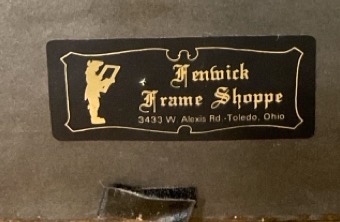 Fenwick
Frame Shoppe
3433 W. Alexis Rd.-Toledo, Ohio